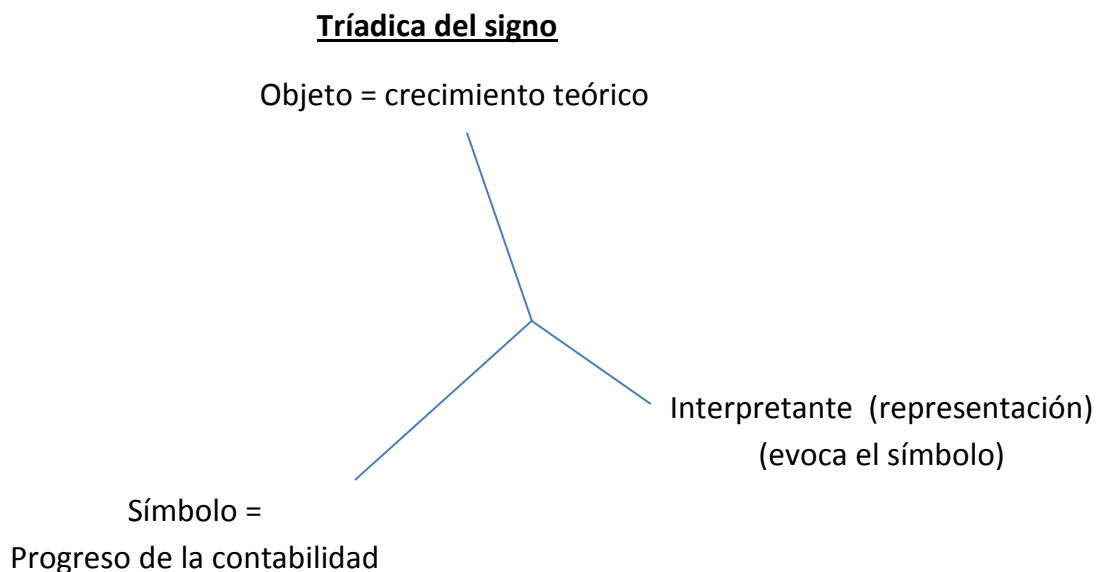 Tríadica del signo
Objeto = crecimiento teórico
Interpretante (representación)
(evoca el símbolo)
Símbolo =
Progreso de la contabilidad